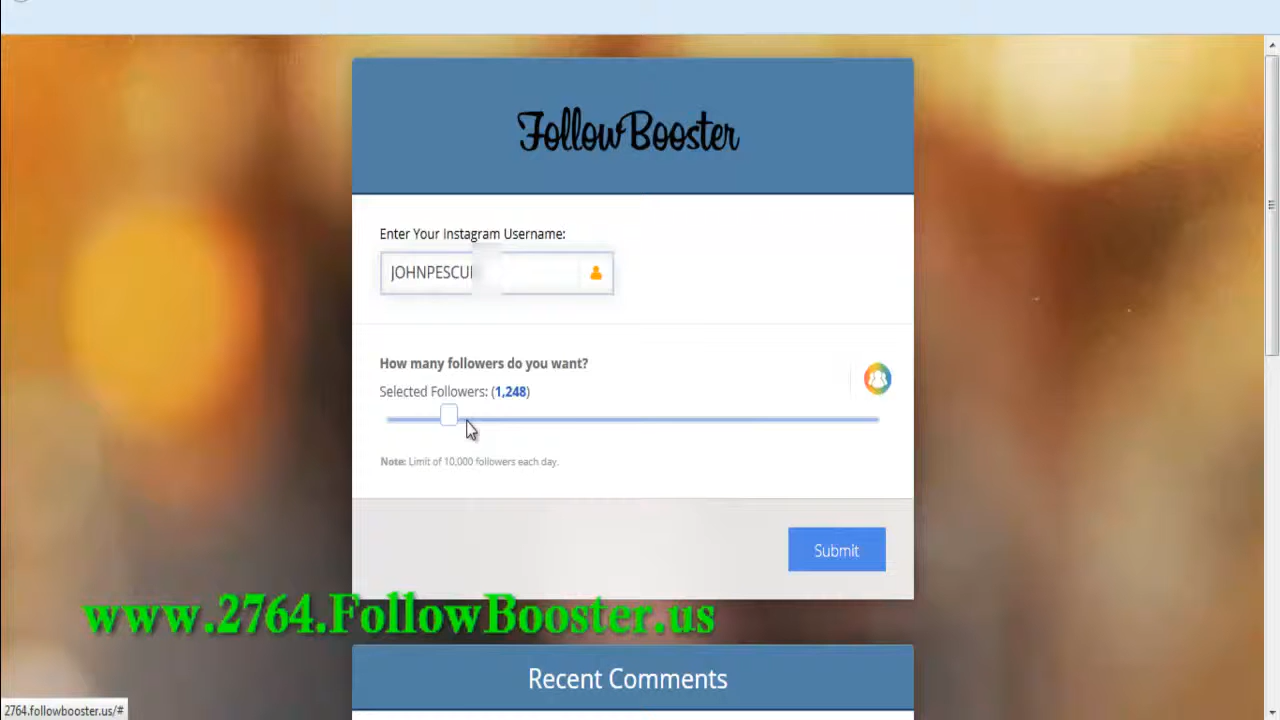 FollowBooster
Enter Your Instagram Username:
JOHNPESCU
How many followers do you want?
Selected Followers: (1,248)
Note: Limit of 10,000 followers each day.
Submit
www.2764.FollowBooster.us
Recent Comments
2764.followbooster.us/#